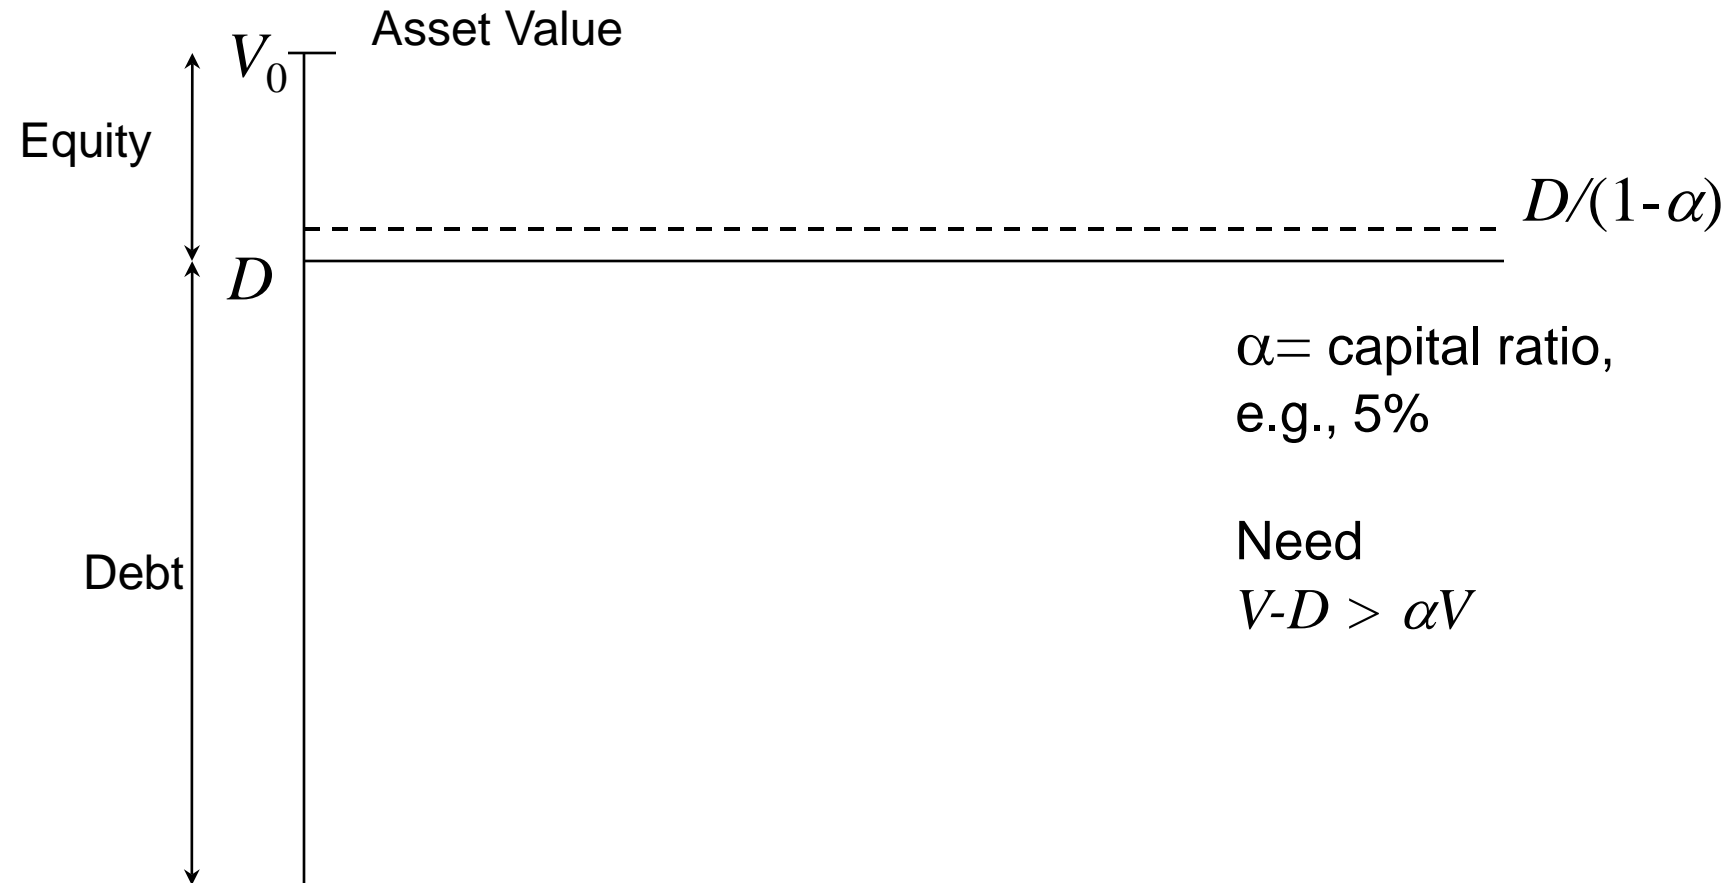 Asset Value
V₀
Equity
D/(1-α)
D
α= capital ratio,
e.g., 5%
Need
V-D > αV
Debt